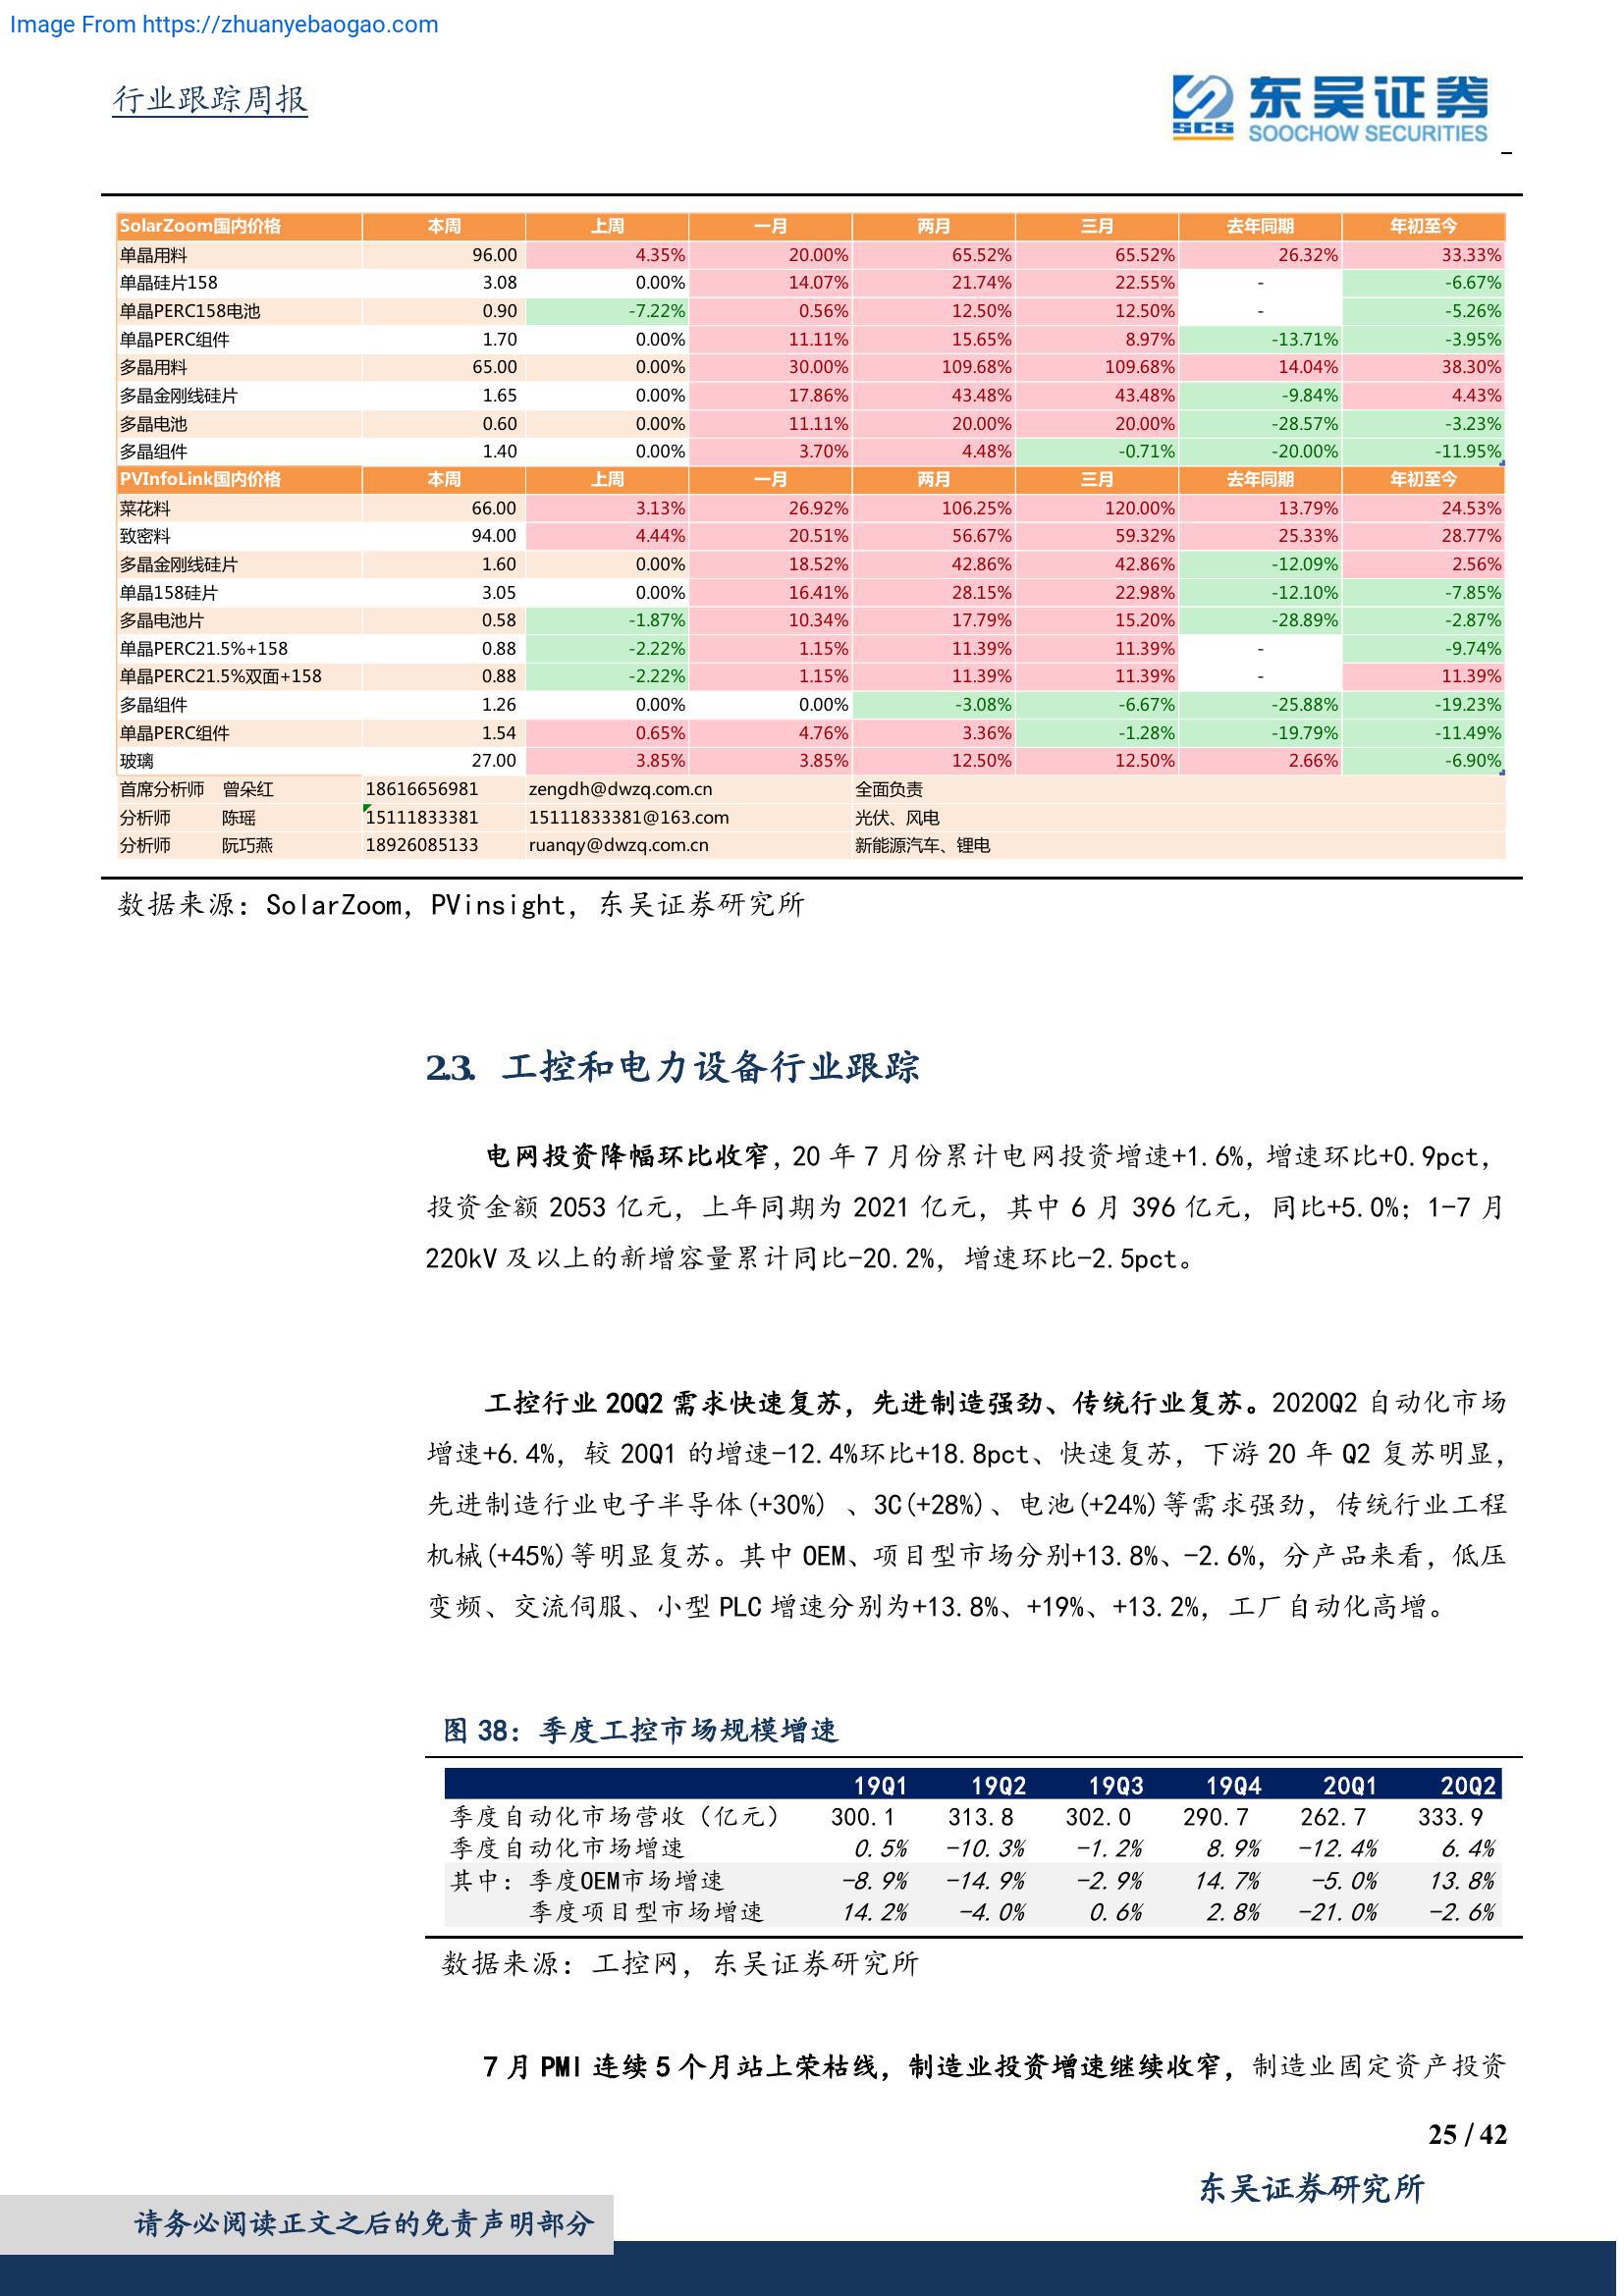 Image From https://zhuanyebaogao.com
行业跟踪周报
SCS 东吴证券
SOOCHOW SECURITIES
SolarZoom国内价格 本周 上周 一月 两月 三月 去年同期 年初至今
单晶用料 96.00 4.35% 20.00% 65.52% 65.52% 26.32% 33.33%
单晶硅片158 3.08 0.00% 14.07% 21.74% 22.55% - -6.67%
单晶PERC158电池 0.90 -7.22% 0.56% 12.50% 12.50% - -5.26%
单晶PERC组件 1.70 0.00% 11.11% 15.65% 8.97% -13.71% -3.95%
多晶用料 65.00 0.00% 30.00% 109.68% 109.68% 14.04% 38.30%
多晶金刚线硅片 1.65 0.00% 17.86% 43.48% 43.48% -9.84% 4.43%
多晶电池 0.60 0.00% 11.11% 20.00% 20.00% -28.57% -3.23%
多晶组件 1.40 0.00% 3.70% 4.48% -0.71% -20.00% -11.95%
PVInfoLink国内价格 本周 上周 一月 两月 三月 去年同期 年初至今
菜花料 66.00 3.13% 26.92% 106.25% 120.00% 13.79% 24.53%
致密料 94.00 4.44% 20.51% 56.67% 59.32% 25.33% 28.77%
多晶金刚线硅片 1.60 0.00% 18.52% 42.86% 42.86% -12.09% 2.56%
单晶158硅片 3.05 0.00% 16.41% 28.15% 22.98% -12.10% -7.85%
多晶电池片 0.58 -1.87% 10.34% 17.79% 15.20% -28.89% -2.87%
单晶PERC21.5%+158 0.88 -2.22% 1.15% 11.39% 11.39% - -9.74%
单晶PERC21.5%双面+158 0.88 -2.22% 1.15% 11.39% 11.39% - 11.39%
多晶组件 1.26 0.00% 0.00% -3.08% -6.67% -25.88% -19.23%
单晶PERC组件 1.54 0.65% 4.76% 3.36% -1.28% -19.79% -11.49%
玻璃 27.00 3.85% 3.85% 12.50% 12.50% 2.66% -6.90%
首席分析师 曾朵红 18616656981 zengdh@dwzq.com.cn 全面负责
分析师 陈瑶 15111833381 15111833381@163.com 光伏、风电
分析师 阮巧燕 18926085133 ruanqy@dwzq.com.cn 新能源汽车、锂电
数据来源：SolarZoom，PVinsight，东吴证券研究所
2.3. 工控和电力设备行业跟踪
电网投资降幅环比收窄，20 年 7 月份累计电网投资增速+1.6%，增速环比+0.9pct，
投资金额 2053 亿元，上年同期为 2021 亿元，其中 6 月 396 亿元，同比+5.0%；1-7 月
220kV 及以上的新增容量累计同比-20.2%，增速环比-2.5pct。
工控行业 20Q2 需求快速复苏，先进制造强劲、传统行业复苏。2020Q2 自动化市场
增速+6.4%，较 20Q1 的增速-12.4%环比+18.8pct、快速复苏，下游 20 年 Q2 复苏明显，
先进制造行业电子半导体(+30%) 、3C(+28%)、电池(+24%)等需求强劲，传统行业工程
机械(+45%)等明显复苏。其中 OEM、项目型市场分别+13.8%、-2.6%，分产品来看，低压
变频、交流伺服、小型 PLC 增速分别为+13.8%、+19%、+13.2%，工厂自动化高增。
图 38：季度工控市场规模增速
19Q1 19Q2 19Q3 19Q4 20Q1 20Q2
季度自动化市场营收（亿元） 300.1 313.8 302.0 290.7 262.7 333.9
季度自动化市场增速 0.5% -10.3% -1.2% 8.9% -12.4% 6.4%
其中：季度OEM市场增速 -8.9% -14.9% -2.9% 14.7% -5.0% 13.8%
季度项目型市场增速 14.2% -4.0% 0.6% 2.8% -21.0% -2.6%
数据来源：工控网，东吴证券研究所
7 月 PMI 连续 5 个月站上荣枯线，制造业投资增速继续收窄，制造业固定资产投资
25 / 42
东吴证券研究所
请务必阅读正文之后的免责声明部分